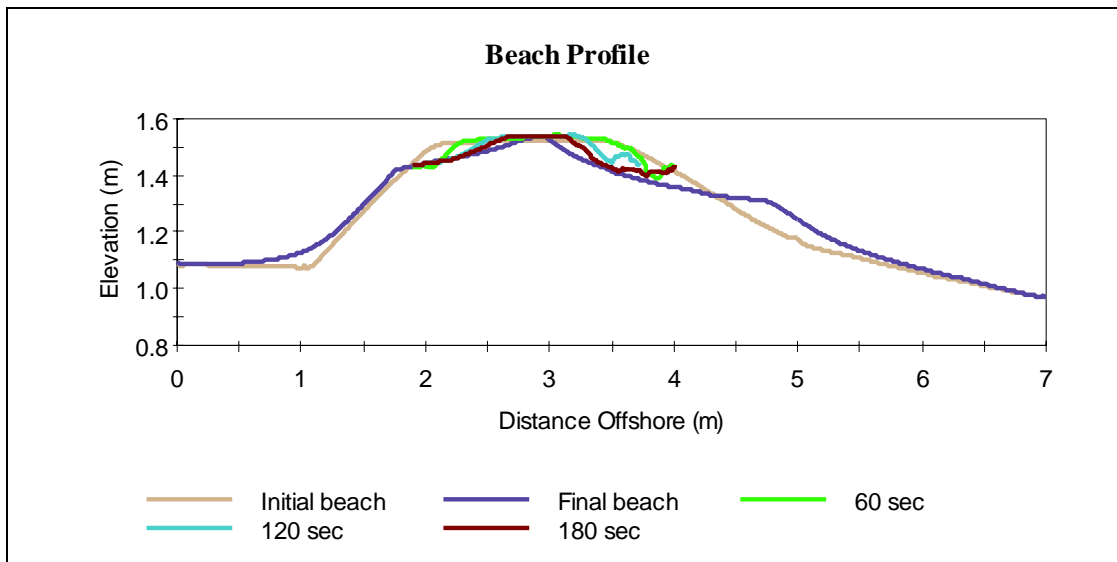 Beach Profile
1.6
1.4
1.2
1.0
0.8
Elevation (m)
0 1 2 3 4 5 6 7
Distance Offshore (m)
Initial beach Final beach 60 sec
120 sec 180 sec